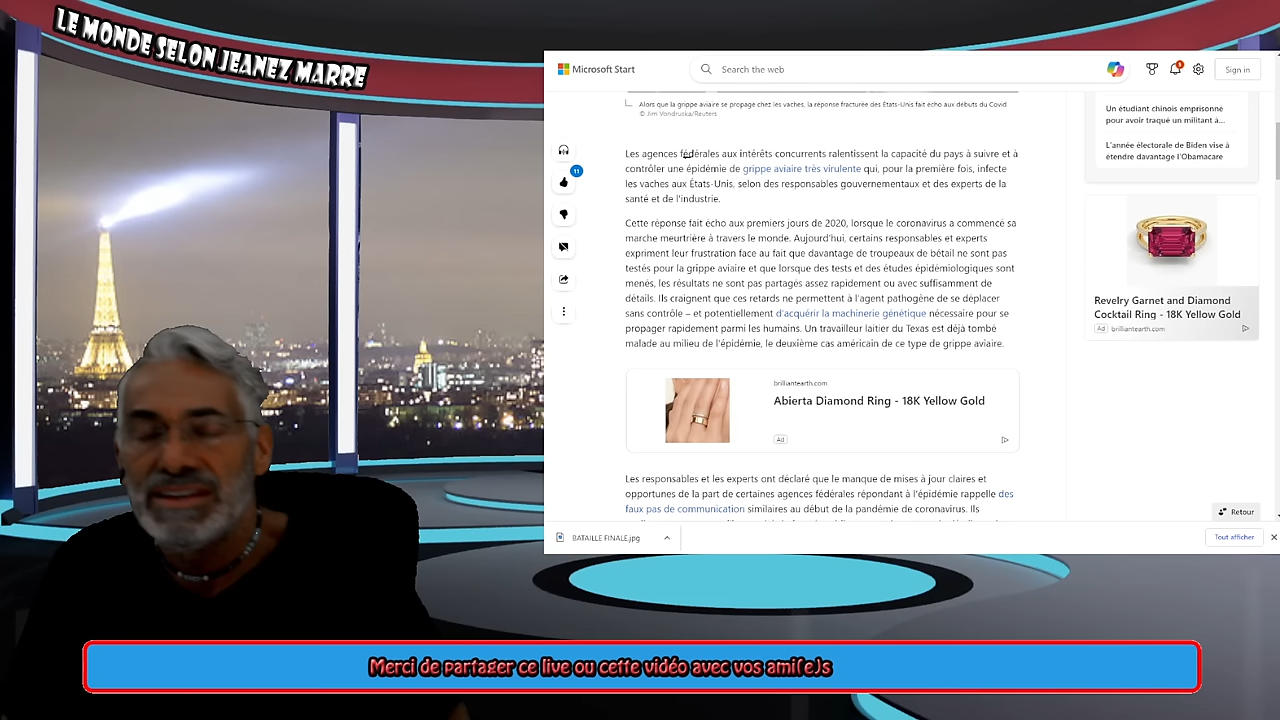 LE MONDE SELON JEANEZ MARRE
Microsoft Start
Search the web
Sign in
Alors que la grippe aviaire se propage chez les vaches, la réponse fracturée des États-Unis fait écho aux débuts du Covid
© Jim Vondruska/Reuters
Les agences fédérales aux intérêts concurrents ralentissent la capacité du pays à suivre et à
contrôler une épidémie de grippe aviaire très virulente qui, pour la première fois, infecte
les vaches aux États-Unis, selon des responsables gouvernementaux et des experts de la
santé et de l'industrie.
11
Cette réponse fait écho aux premiers jours de 2020, lorsque le coronavirus a commencé sa
marche meurtrière à travers le monde. Aujourd'hui, certains responsables et experts
expriment leur frustration face au fait que davantage de troupeaux de bétail ne sont pas
testés pour la grippe aviaire et que lorsque des tests et des études épidémiologiques sont
menés, les résultats ne sont pas partagés assez rapidement ou avec suffisamment de
détails. Ils craignent que ces retards ne permettent à l'agent pathogène de se déplacer
sans contrôle – et potentiellement d'acquérir la machinerie génétique nécessaire pour se
propager rapidement parmi les humains. Un travailleur laitier du Texas est déjà tombé
malade au milieu de l'épidémie, le deuxième cas américain de ce type de grippe aviaire.
brilliantearth.com
Abierta Diamond Ring - 18K Yellow Gold
Ad
Les responsables et les experts ont déclaré que le manque de mises à jour claires et
opportunes de la part de certaines agences fédérales répondant à l'épidémie rappelle des
faux pas de communication similaires au début de la pandémie de coronavirus. Ils
Un étudiant chinois emprisonné
pour avoir traqué un militant à...
L'année électorale de Biden vise à
étendre davantage l'Obamacare
Revelry Garnet and Diamond
Cocktail Ring - 18K Yellow Gold
Ad brilliantearth.com
Retour
BATAILLE FINALE.jpg
Tout afficher
Merci de partager ce live ou cette vidéo avec vos ami(e)s